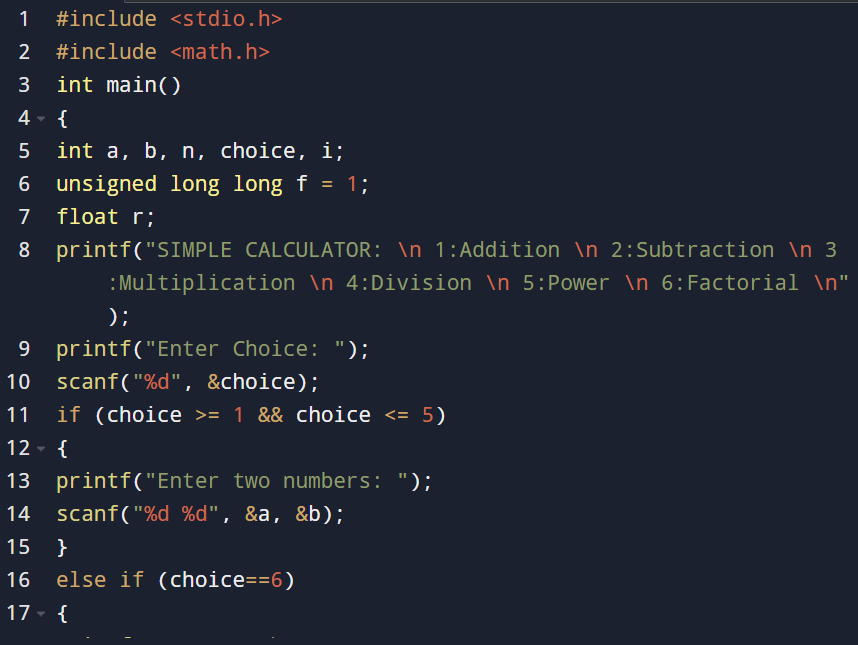 1 #include <stdio.h>
2 #include <math.h>
3 int main()
4 {
5 int a, b, n, choice, i;
6 unsigned long long f = 1;
7 float r;
8 printf("SIMPLE CALCULATOR: \n 1:Addition \n 2:Subtraction \n 3
:Multiplication \n 4:Division \n 5:Power \n 6:Factorial \n"
);
9 printf("Enter Choice: ");
10 scanf("%d", &choice);
11 if (choice >= 1 && choice <= 5)
12 {
13 printf("Enter two numbers: ");
14 scanf("%d %d", &a, &b);
15 }
16 else if (choice==6)
17 {